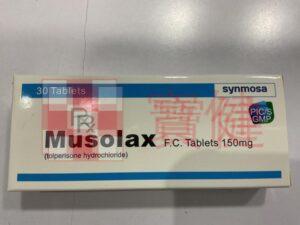 30 Tablets
synmosa
PIC/S
GMP
Rx
寶健
Musolax F.C. Tablets 150mg
(tolperisone hydrochloride)